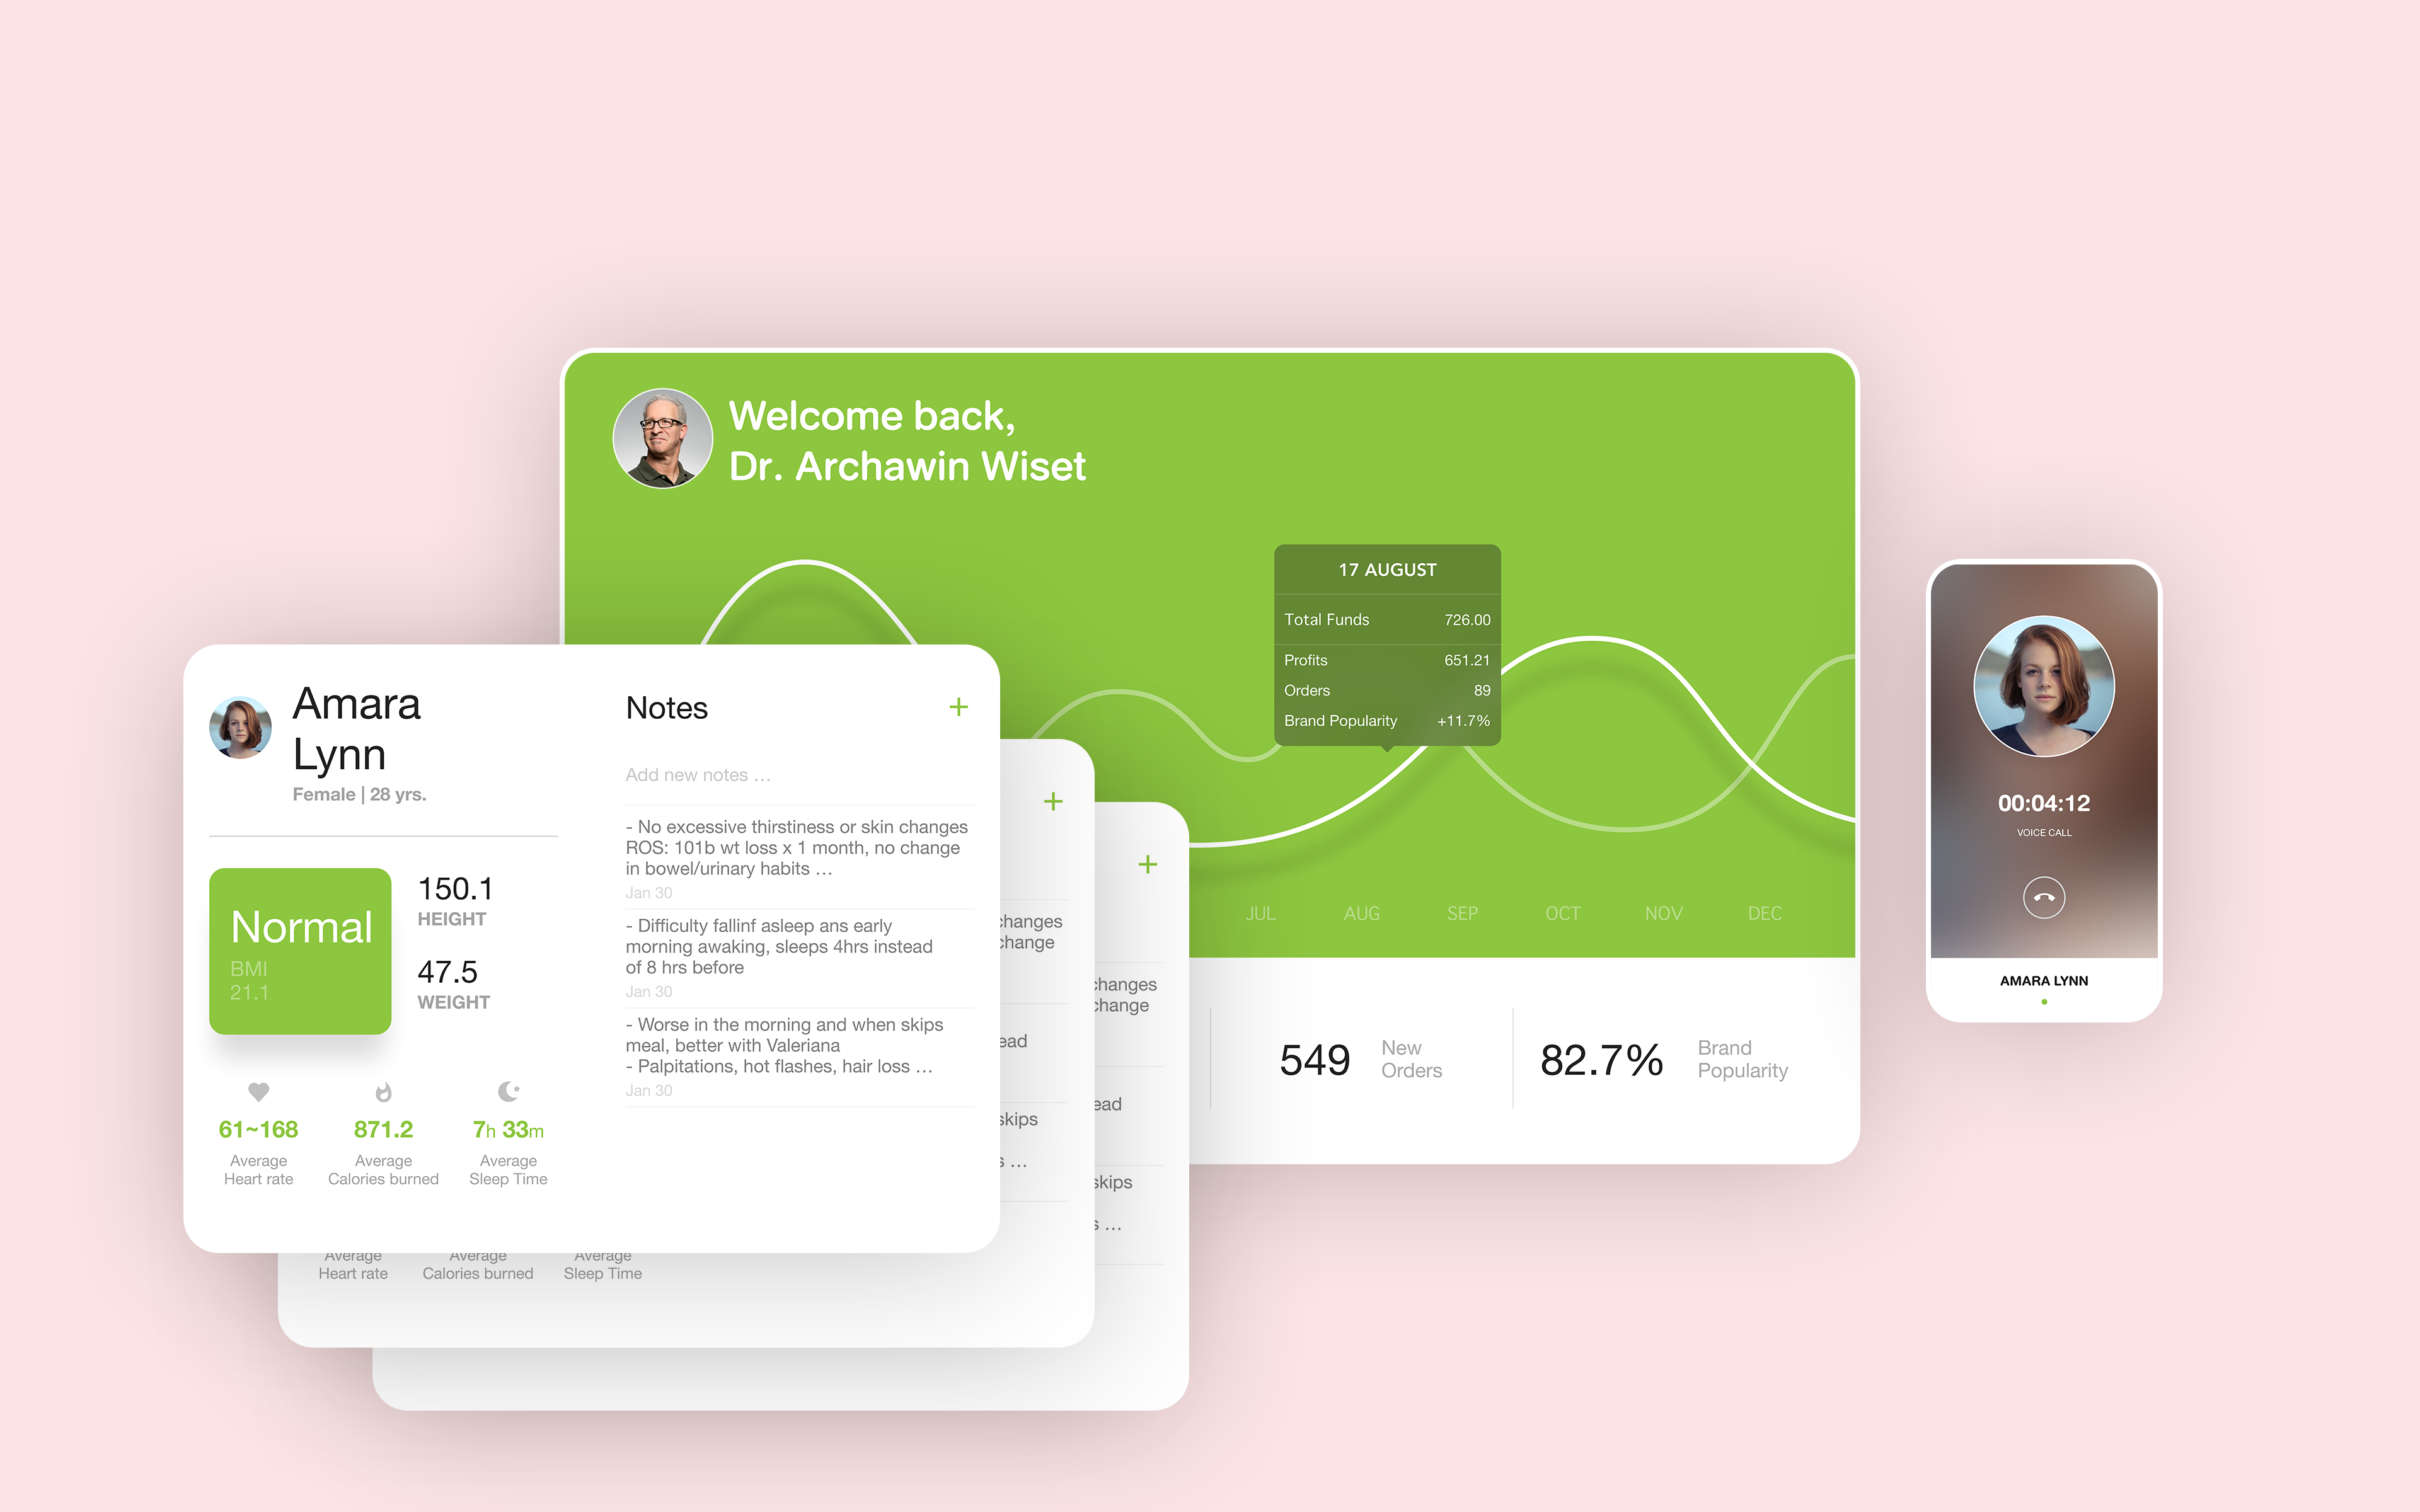 Welcome back,
Dr. Archawin Wiset
17 AUGUST
Total Funds 726.00
Profits 651.21
Orders 89
Brand Popularity +11.7%
JUL AUG SEP OCT NOV DEC
549 New
Orders
82.7% Brand
Popularity
Amara
Lynn
Female | 28 yrs.
Normal
BMI
21.1
150.1
HEIGHT
47.5
WEIGHT
61~168
Average
Heart rate
871.2
Average
Calories burned
7h 33m
Average
Sleep Time
Notes
+
Add new notes ...
- No excessive thirstiness or skin changes
ROS: 101b wt loss x 1 month, no change
in bowel/urinary habits ...
Jan 30
- Difficulty fallinf asleep ans early
morning awaking, sleeps 4hrs instead
of 8 hrs before
Jan 30
- Worse in the morning and when skips
meal, better with Valeriana
- Palpitations, hot flashes, hair loss ...
Jan 30
+
changes
change
ead
skips
s ...
Average
Heart rate
Average
Calories burned
Average
Sleep Time
+
changes
change
ead
skips
s ...
00:04:12
VOICE CALL
AMARA LYNN